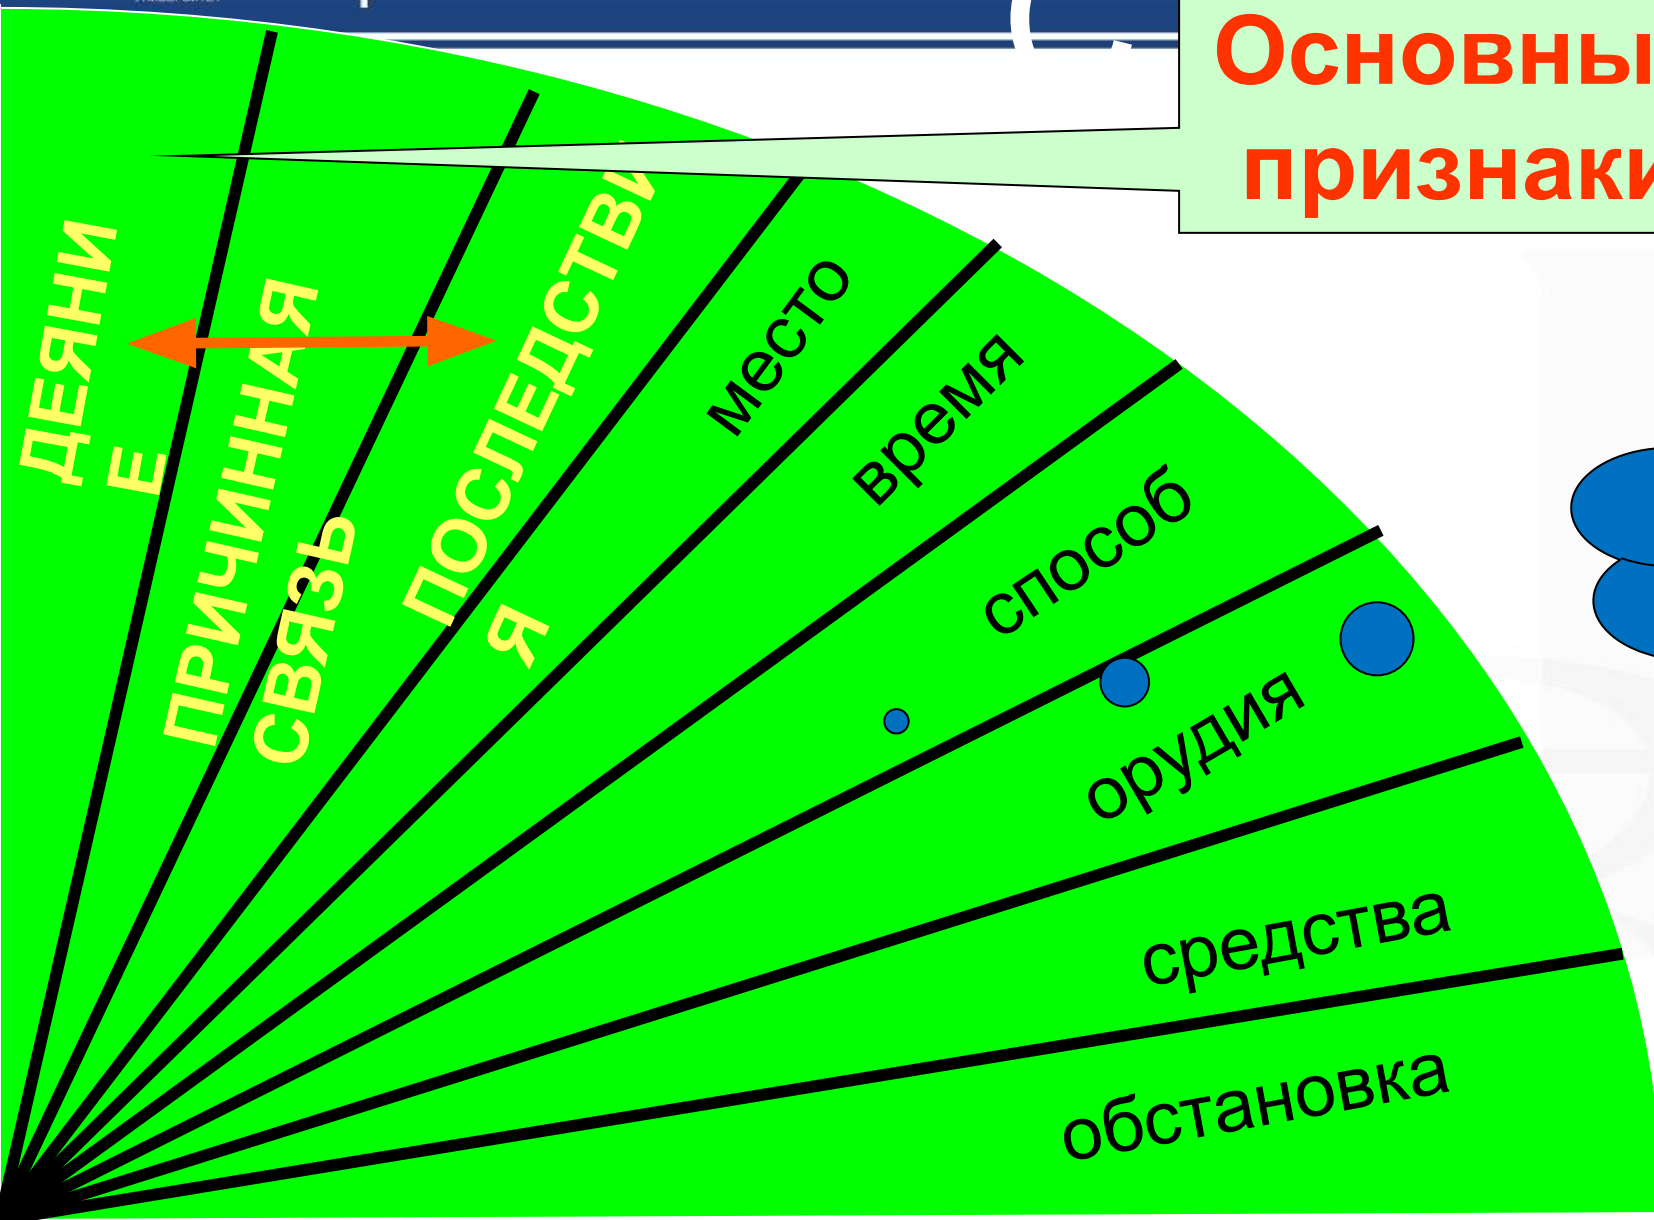 Основны
признаки
ДЕЯНИ
Е
ПРИЧИННАЯ
СВЯЗЬ
ПОСЛЕДСТВИ
Я
место
время
способ
орудия
средства
обстановка